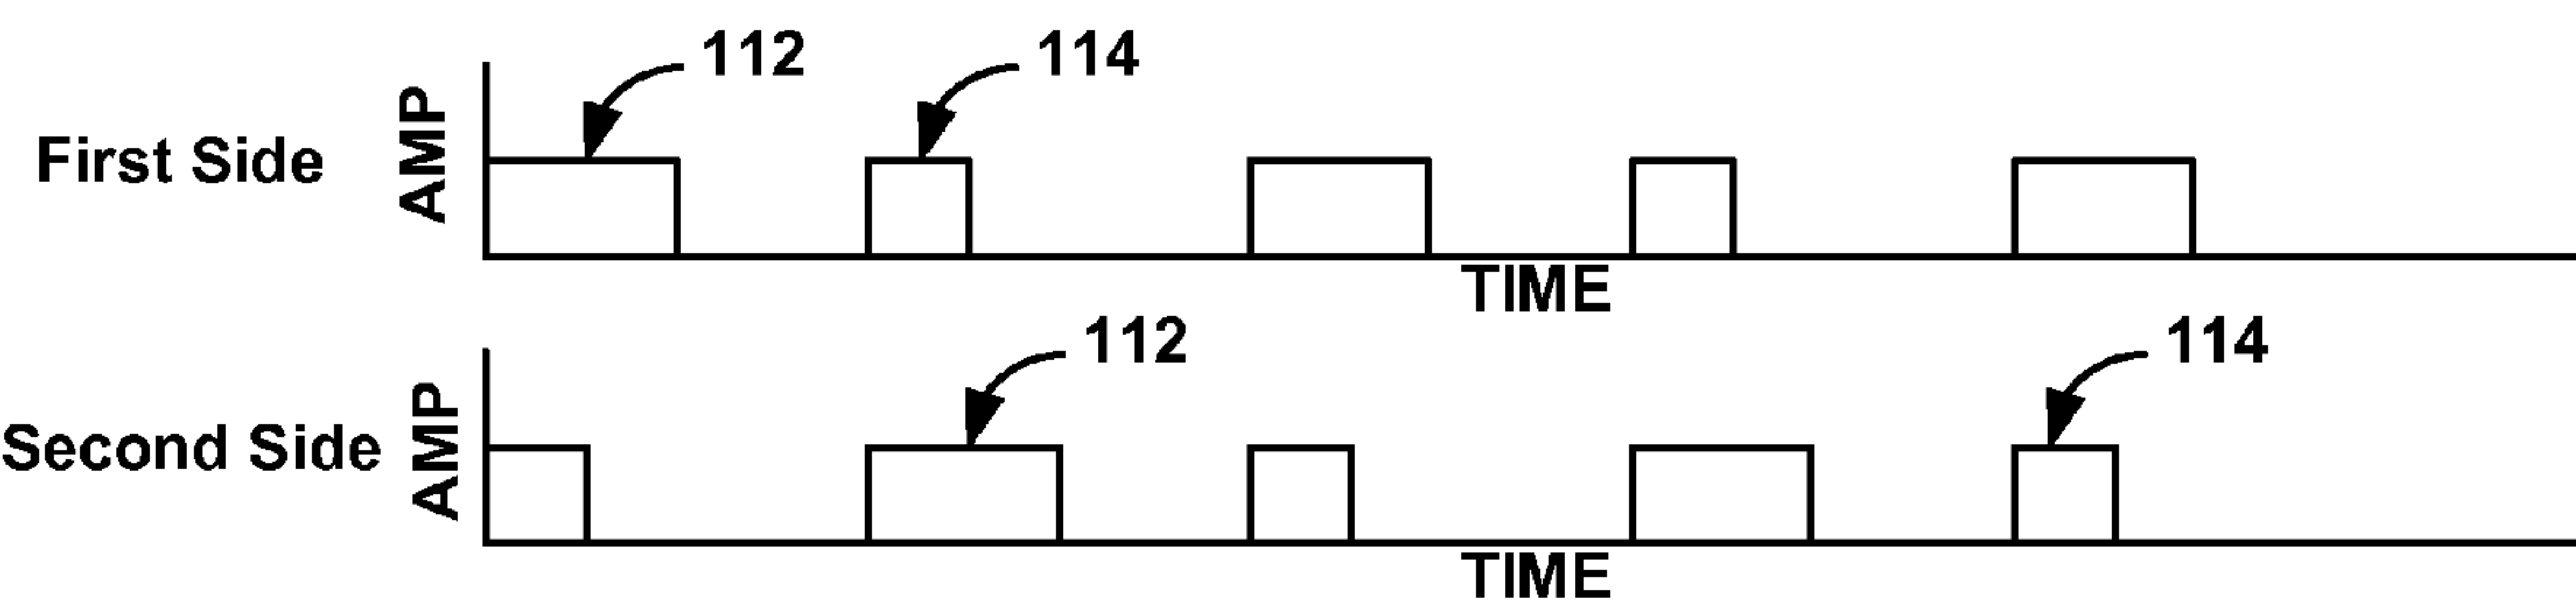 112
114
First Side
AMP
TIME
112
114
Second Side
AMP
TIME